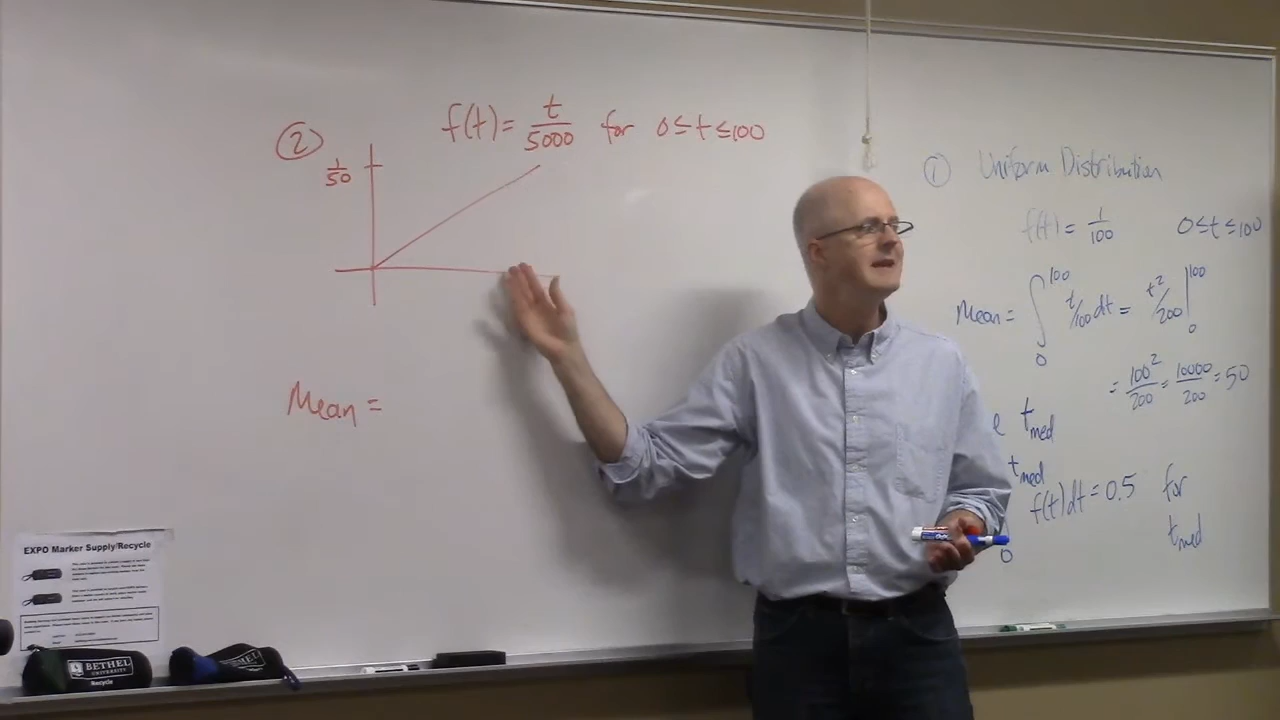 ② f(t) = t/5000 for 0 ≤ t ≤ 100
1/50
Mean =
① Uniform Distribution
f(t) = 1/100 0 ≤ t ≤ 100
Mean = ∫₀¹⁰⁰ t/100 dt = t²/200 |₀¹⁰⁰
= 100²/200 = 10000/200 = 50
e t_med
t_med
f(t)dt = 0.5 for
0 t_med
EXPO Marker Supply/Recycle
BETHEL
UNIVERSITY
Recycle